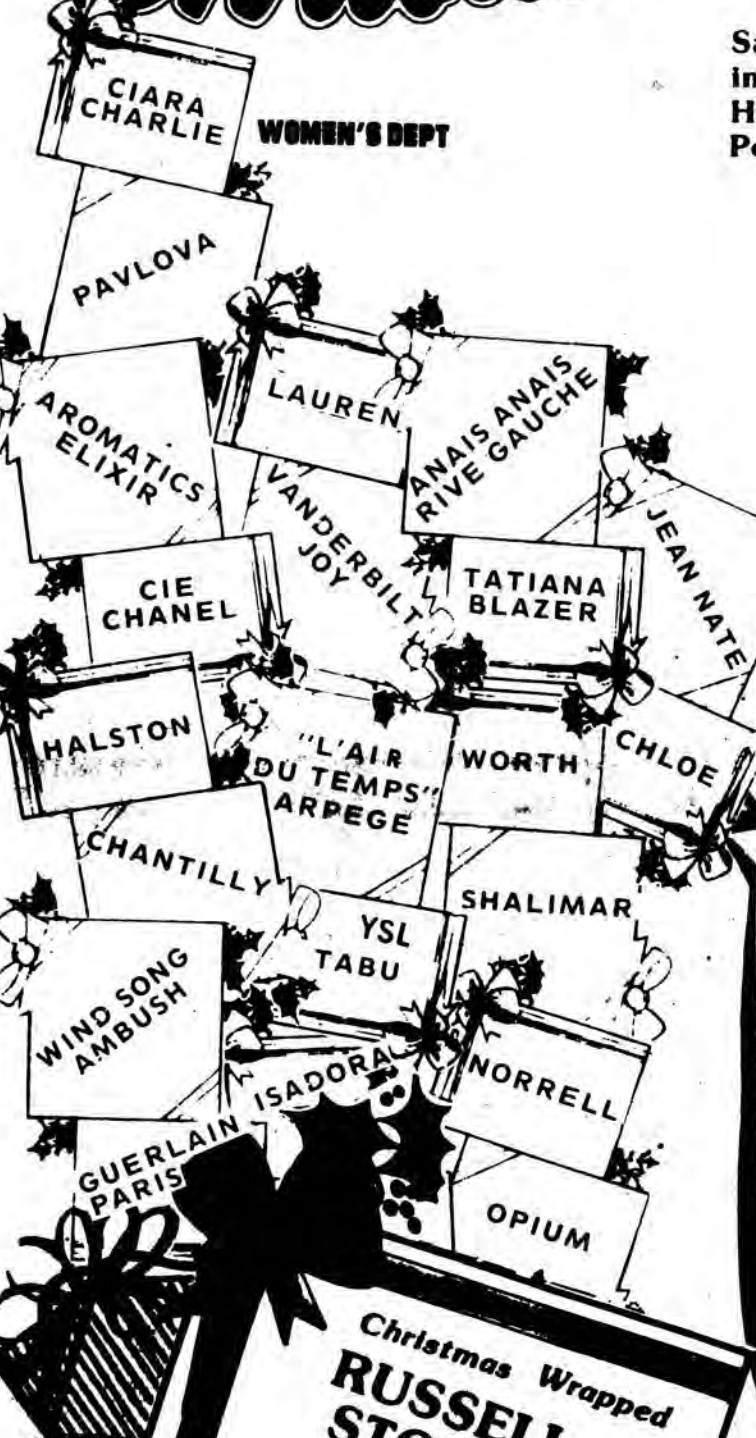 CIARA
CHARLIE
WOMEN'S DEPT
PAVLOVA
LAUREN
ANAIS ANAIS
RIVE GAUCHE
AROMATICS
ELIXIR
VANDERBILT
JOY
JEAN NATE
CIE
CHANEL
TATIANA
BLAZER
HALSTON
"L'AIR
DU TEMPS"
ARPEGE
WORTH
CHLOE
CHANTILLY
SHALIMAR
YSL
TABU
WIND SONG
AMBUSH
ISADORA
NORRELL
GUERLAIN
PARIS
OPIUM
Christmas Wrapped
RUSSELL